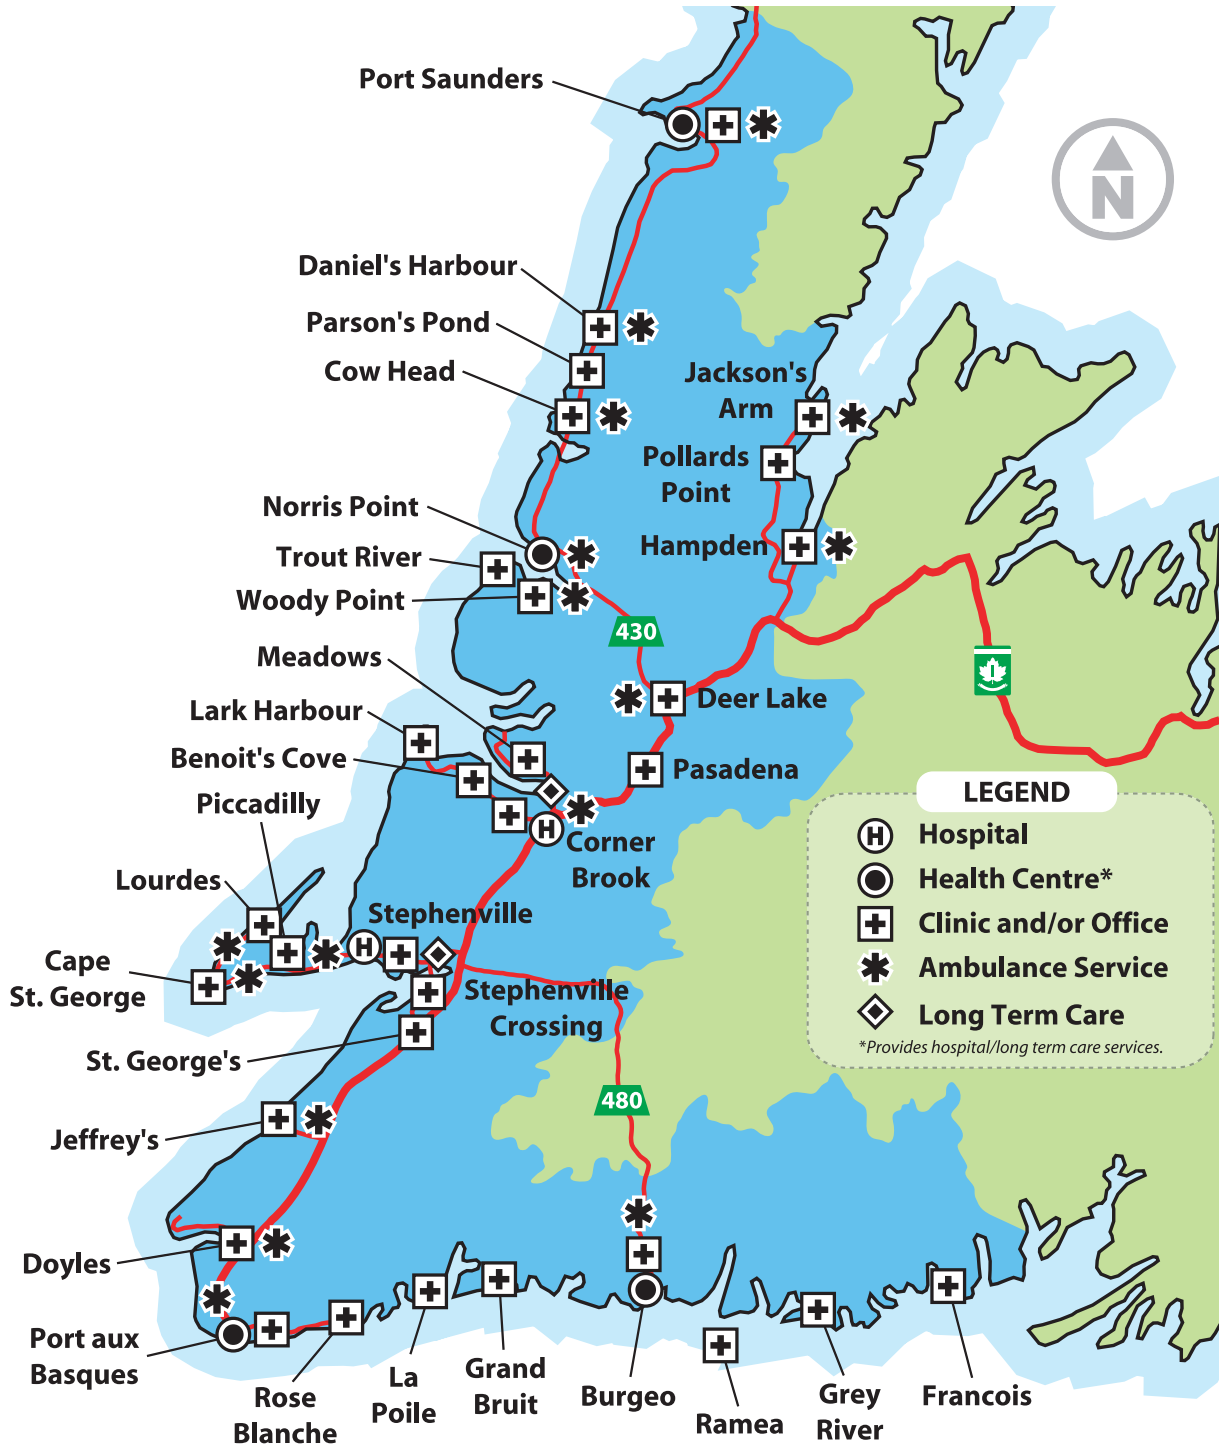 Port Saunders
N
Daniel's Harbour
Parson's Pond
Cow Head
Jackson's
Arm
Pollards
Point
Norris Point
Hampden
Trout River
Woody Point
430
Meadows
1
Lark Harbour
Deer Lake
Benoit's Cove
Pasadena
Piccadilly
LEGEND
H Hospital
Health Centre*
Clinic and/or Office
Ambulance Service
Long Term Care
*Provides hospital/long term care services.
H
Corner
Brook
Lourdes
Stephenville
H
Cape
St. George
Stephenville
Crossing
St. George's
480
Jeffrey's
Doyles
Port aux
Basques
Rose
Blanche
La
Poile
Grand
Bruit
Burgeo
Ramea
Grey
River
Francois